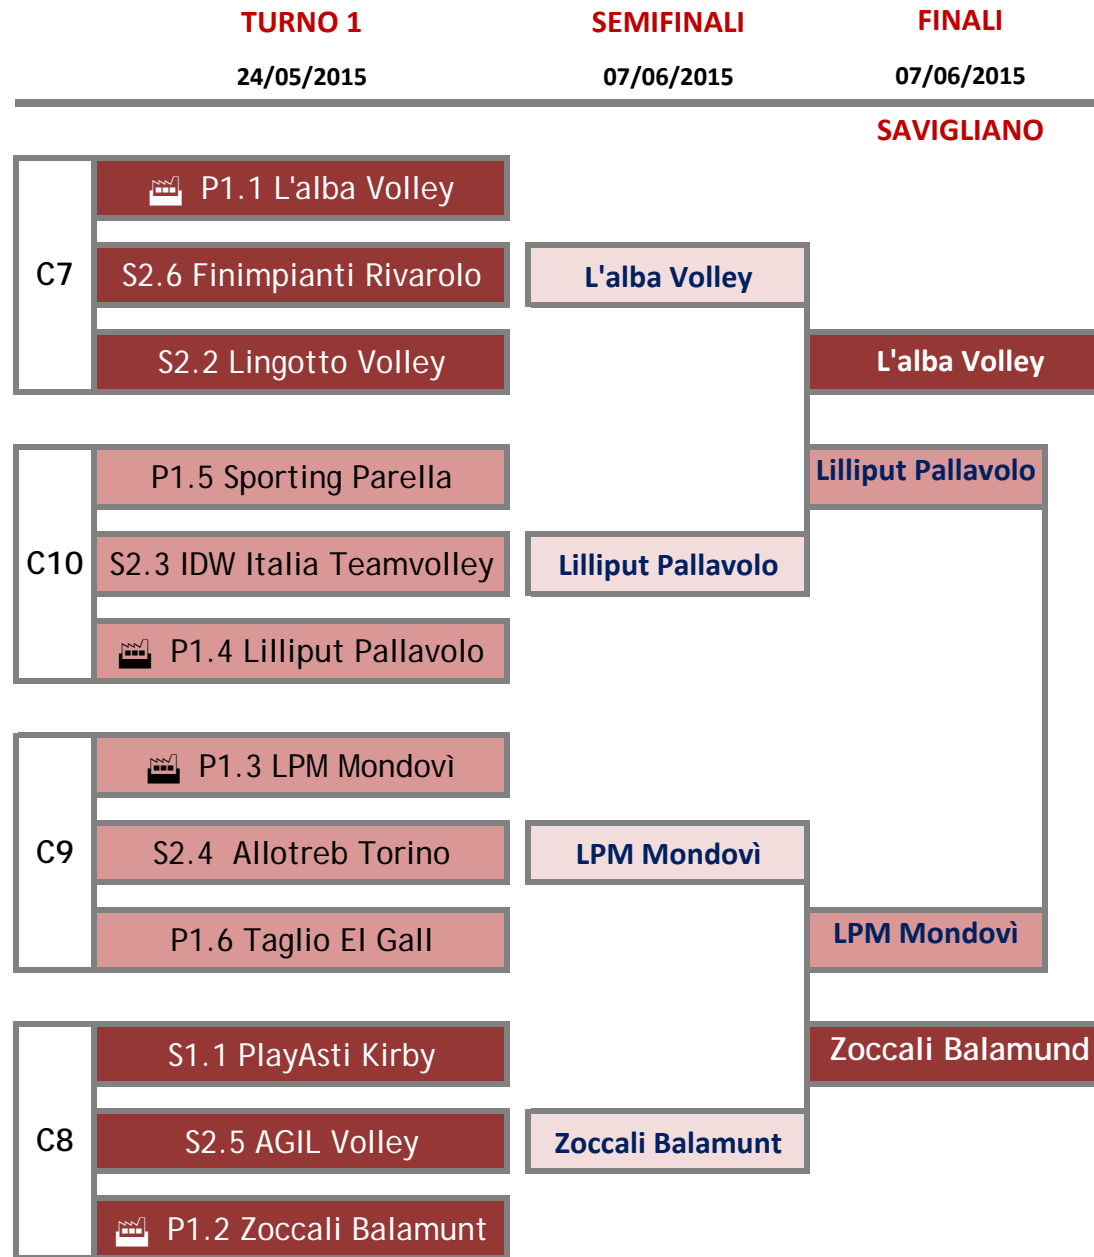 TURNO 1 SEMIFINALI FINALI
24/05/2015 07/06/2015 07/06/2015
SAVIGLIANO
P1.1 L'alba Volley
C7 S2.6 Finimpianti Rivarolo L'alba Volley
S2.2 Lingotto Volley L'alba Volley
P1.5 Sporting Parella Lilliput Pallavolo
C10 S2.3 IDW Italia Teamvolley Lilliput Pallavolo
P1.4 Lilliput Pallavolo
P1.3 LPM Mondovì
C9 S2.4 Allotreb Torino LPM Mondovì
P1.6 Taglio El Gall LPM Mondovì
S1.1 PlayAsti Kirby Zoccali Balamund
C8 S2.5 AGIL Volley Zoccali Balamunt
P1.2 Zoccali Balamunt